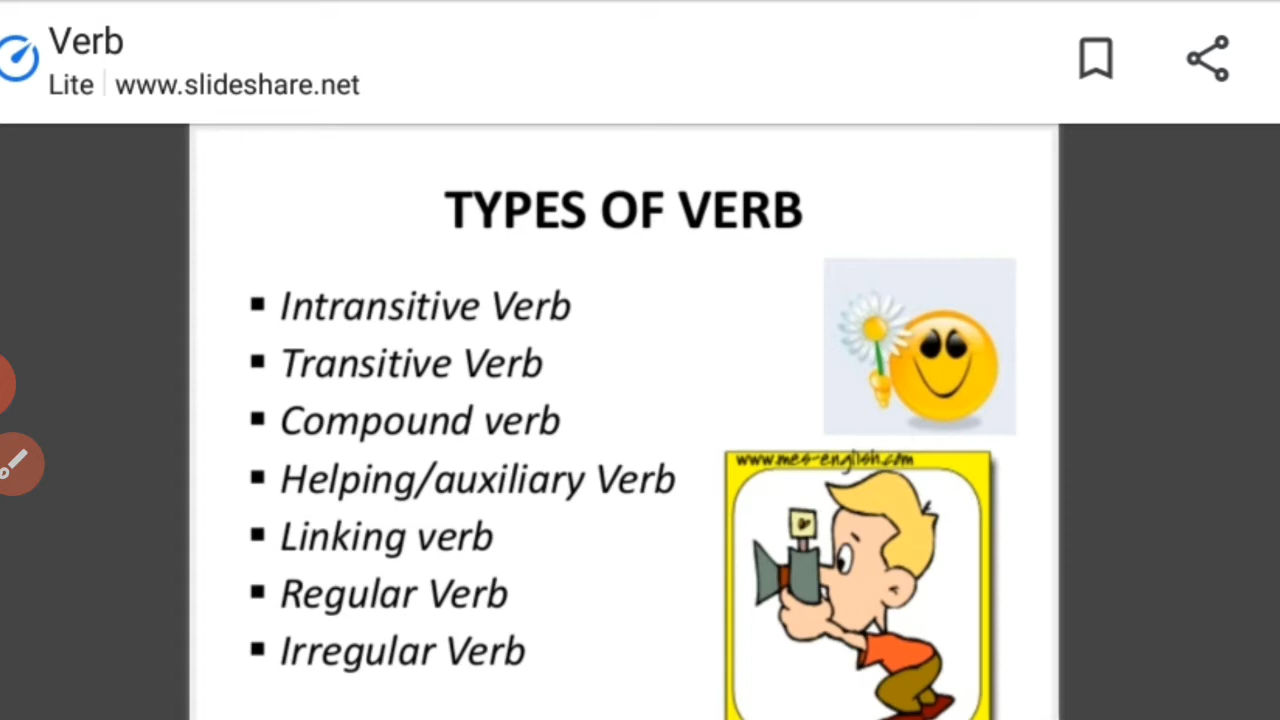 Verb
Lite www.slideshare.net
TYPES OF VERB
Intransitive Verb
Transitive Verb
Compound verb
Helping/auxiliary Verb
Linking verb
Regular Verb
Irregular Verb
www.mes-english.com